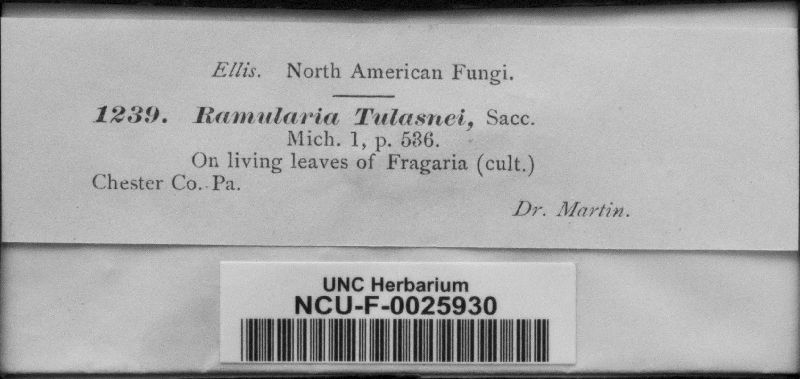 Ellis. North American Fungi.
1239. Ramularia Tulasnei, Sacc.
Mich. 1, p. 536.
On living leaves of Fragaria (cult.)
Chester Co. Pa.
Dr. Martin.
UNC Herbarium
NCU-F-0025930